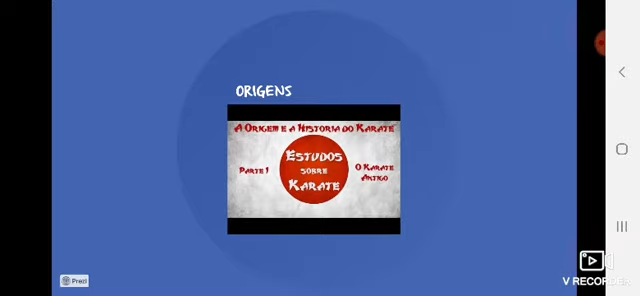 ORIGENS
A ORIGEM E A HISTÓRIA DO KARATE
ESTUDOS
SOBRE
KARATE
PARTE 1
O KARATE
ANTIGO
Prezi
V RECORDER